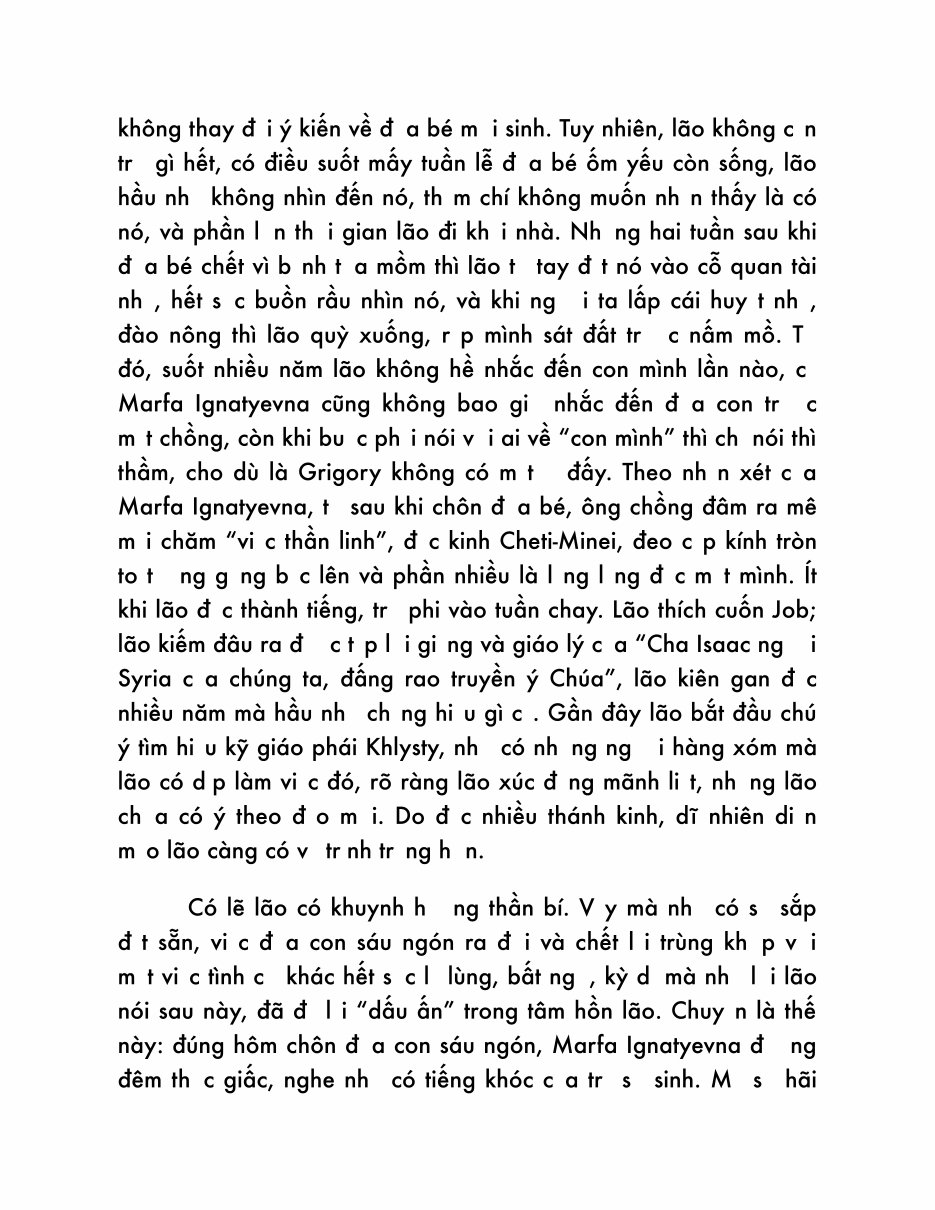 không thay đ i ý kiến về đ a bé m i sinh. Tuy nhiên, lão không c n
tr gì hết, có điều suốt mấy tuần lễ đ a bé ốm yếu còn sống, lão
hầu nh không nhìn đến nó, th m chí không muốn nh n thấy là có
nó, và phần l n th i gian lão đi kh i nhà. Nh ng hai tuần sau khi
đ a bé chết vì b nh t a mồm thì lão t tay đ t nó vào cỗ quan tài
nh , hết s c buồn rầu nhìn nó, và khi ng i ta lấp cái huy t nh ,
đào nông thì lão quỳ xuống, r p mình sát đất tr c nấm mồ. T
đó, suốt nhiều năm lão không hề nhắc đến con mình lần nào, c
Marfa Ignatyevna cũng không bao gi nhắc đến đ a con tr c
m t chồng, còn khi bu c ph i nói v i ai về “con mình” thì ch nói thì
thầm, cho dù là Grigory không có m t đấy. Theo nh n xét c a
Marfa Ignatyevna, t sau khi chôn đ a bé, ông chồng đâm ra mê
m i chăm “vi c thần linh”, đ c kinh Cheti-Minei, đeo c p kính tròn
to t ng g ng b c lên và phần nhiều là l ng l ng đ c m t mình. Ít
khi lão đ c thành tiếng, tr phi vào tuần chay. Lão thích cuốn Job;
lão kiếm đâu ra đ c t p l i gi ng và giáo lý c a “Cha Isaac ng i
Syria c a chúng ta, đấng rao truyền ý Chúa”, lão kiên gan đ c
nhiều năm mà hầu nh ch ng hi u gì c . Gần đây lão bắt đầu chú
ý tìm hi u kỹ giáo phái Khlysty, nh có nh ng ng i hàng xóm mà
lão có d p làm vi c đó, rõ ràng lão xúc đ ng mãnh li t, nh ng lão
ch a có ý theo đ o m i. Do đ c nhiều thánh kinh, dĩ nhiên di n
m o lão càng có v tr nh tr ng h n.
Có lẽ lão có khuynh h ng thần bí. V y mà nh có s sắp
đ t sẵn, vi c đ a con sáu ngón ra đ i và chết l i trùng kh p v i
m t vi c tình c khác hết s c l lùng, bất ng , kỳ d mà nh l i lão
nói sau này, đã đ l i “dấu ấn” trong tâm hồn lão. Chuy n là thế
này: đúng hôm chôn đ a con sáu ngón, Marfa Ignatyevna đ ng
đêm th c giấc, nghe nh có tiếng khóc c a tr s sinh. M s hãi